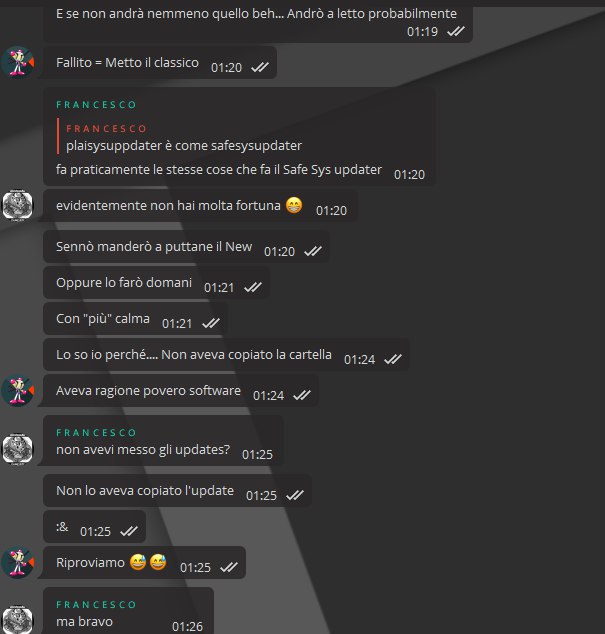 E se non andrà nemmeno quello beh... Andrò a letto probabilmente
01:19
Fallito = Metto il classico 01:20
FRANCESCO
FRANCESCO
plaisysuppdater è come safesysupdater
fa praticamente le stesse cose che fa il Safe Sys updater 01:20
evidentemente non hai molta fortuna 😁 01:20
Sennò manderò a puttane il New 01:20
Oppure lo farò domani 01:21
Con "più" calma 01:21
Lo so io perché.... Non aveva copiato la cartella 01:24
Aveva ragione povero software 01:24
FRANCESCO
non avevi messo gli updates? 01:25
Non lo aveva copiato l'update 01:25
:& 01:25
Riproviamo 😅😅 01:25
FRANCESCO
ma bravo 01:26